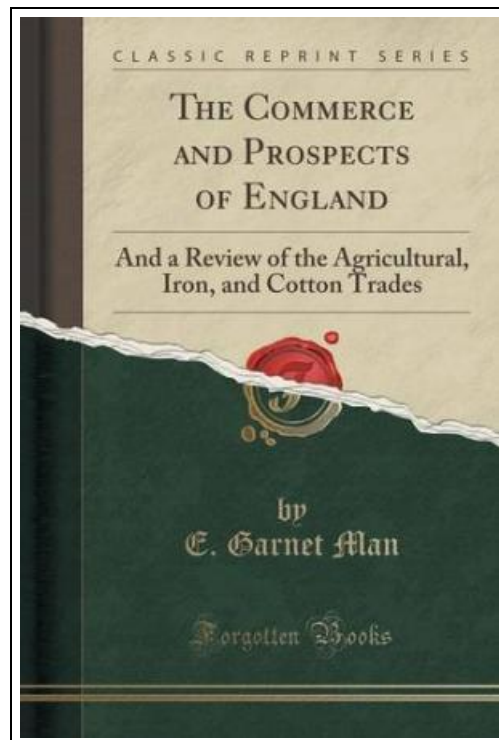 CLASSIC REPRINT SERIES
THE COMMERCE
AND PROSPECTS
OF ENGLAND
And a Review of the Agricultural,
Iron, and Cotton Trades
by
E. Garnet Man
Forgotten Books